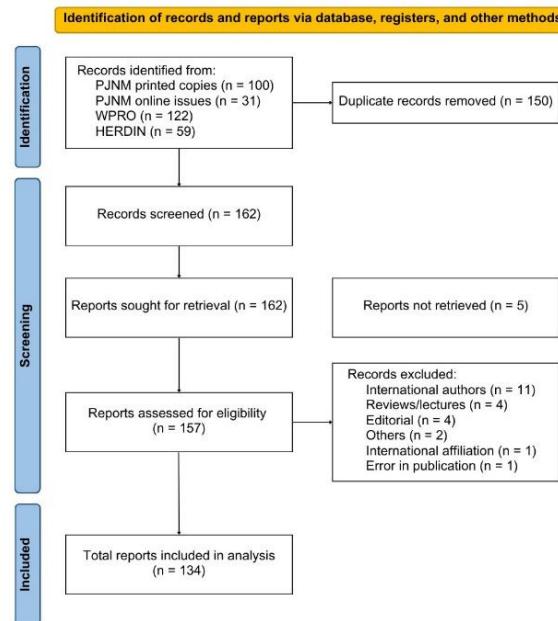 Identification of records and reports via database, registers, and other methods
Identification
Records identified from:
PJNM printed copies (n = 100)
PJNM online issues (n = 31)
WPRO (n = 122)
HERDIN (n = 59)
Duplicate records removed (n = 150)
Screening
Records screened (n = 162)
Reports sought for retrieval (n = 162)
Reports not retrieved (n = 5)
Reports assessed for eligibility
(n = 157)
Records excluded:
International authors (n = 11)
Reviews/lectures (n = 4)
Editorial (n = 4)
Others (n = 2)
International affiliation (n = 1)
Error in publication (n = 1)
Included
Total reports included in analysis
(n = 134)